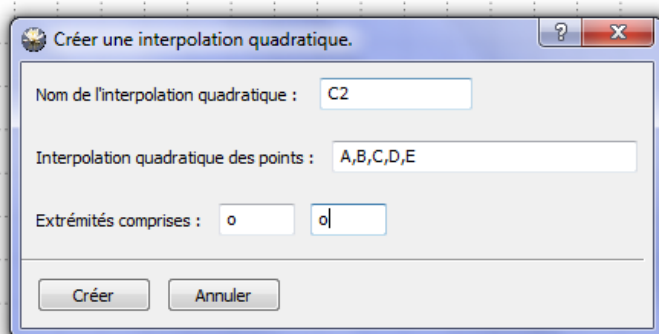 Créer une interpolation quadratique.
Nom de l'interpolation quadratique : C2
Interpolation quadratique des points : A,B,C,D,E
Extrémités comprises : o o
Créer Annuler